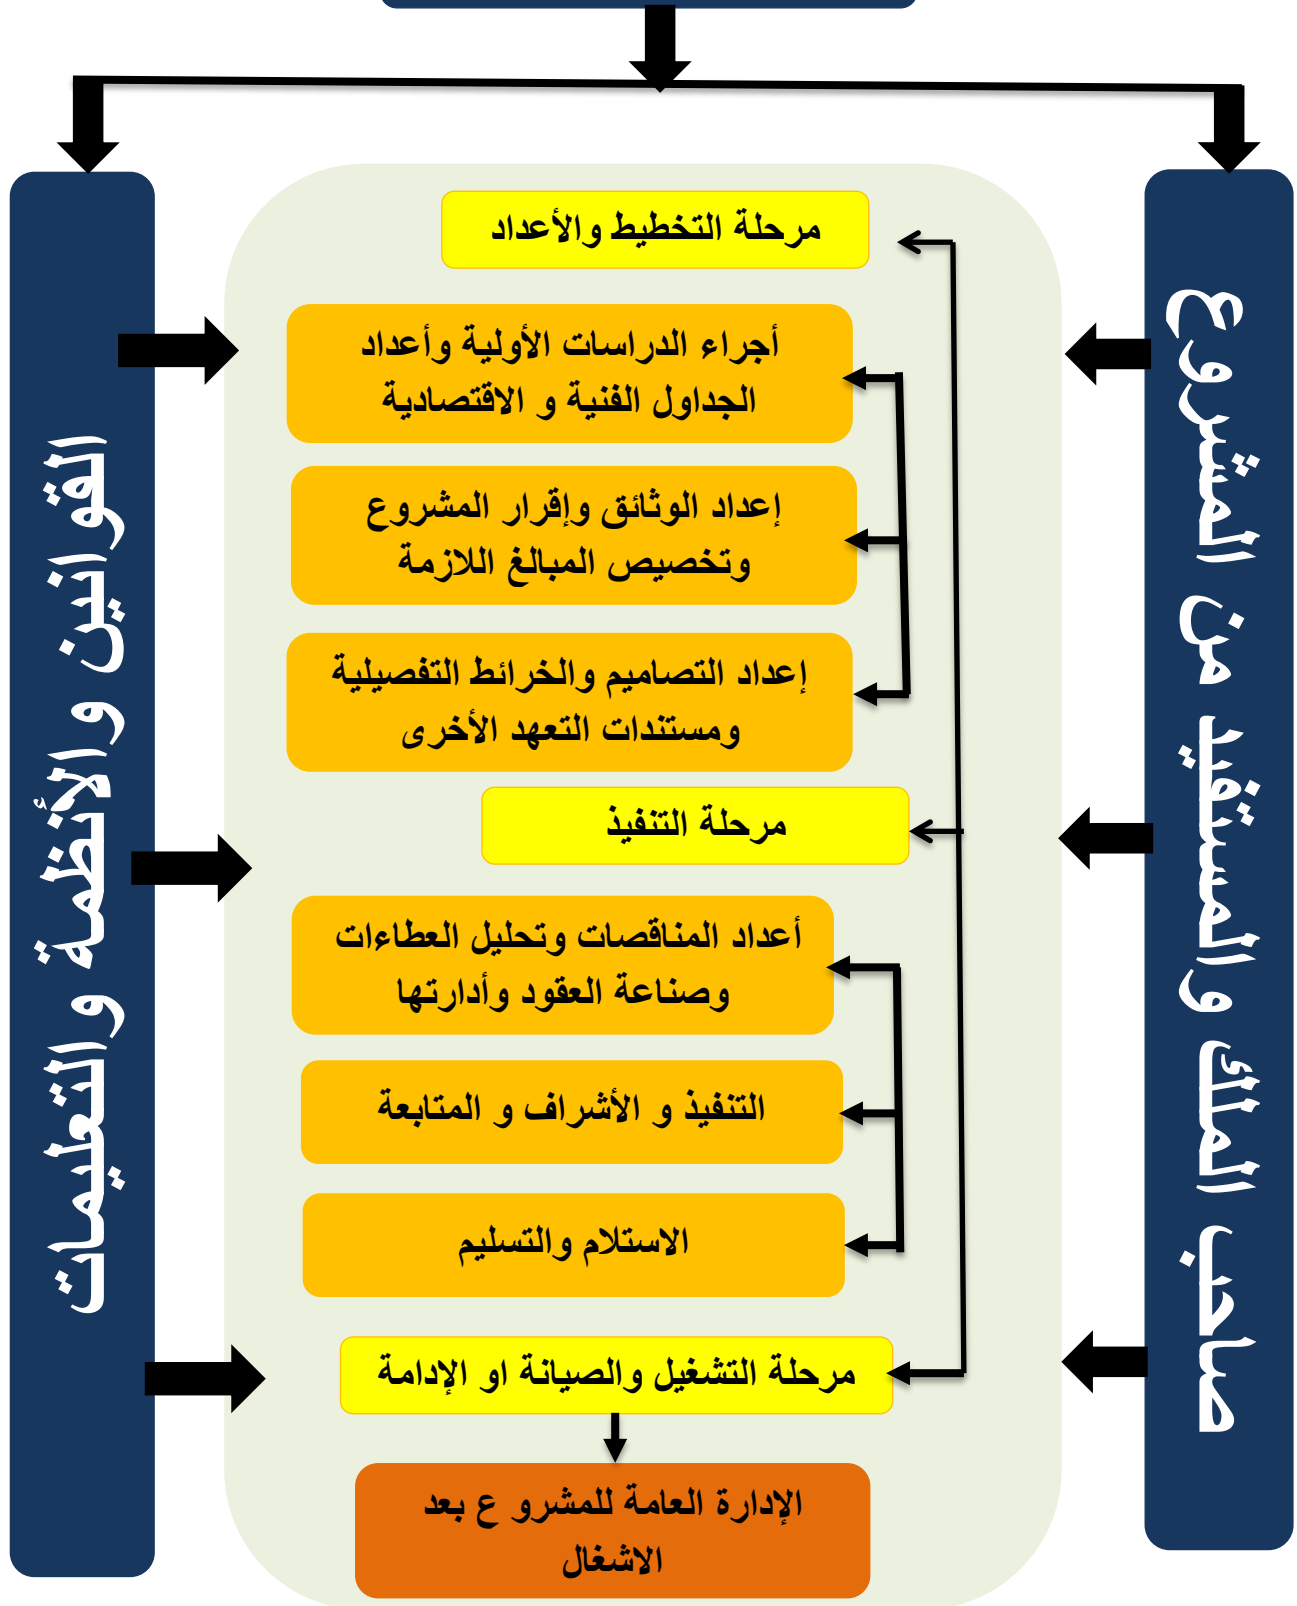 صاحب الملك والمستفيد من المشروع
مرحلة التخطيط والأعداد
أجراء الدراسات الأولية وأعداد
الجداول الفنية و الاقتصادية
إعداد الوثائق وإقرار المشروع
وتخصيص المبالغ اللازمة
إعداد التصاميم والخرائط التفصيلية
ومستندات التعهد الأخرى
مرحلة التنفيذ
أعداد المناقصات وتحليل العطاءات
وصناعة العقود وأدارتها
التنفيذ و الأشراف و المتابعة
الاستلام والتسليم
مرحلة التشغيل والصيانة او الإدامة
الإدارة العامة للمشرو ع بعد
الاشغال
القوانين والأنظمة والتعليمات